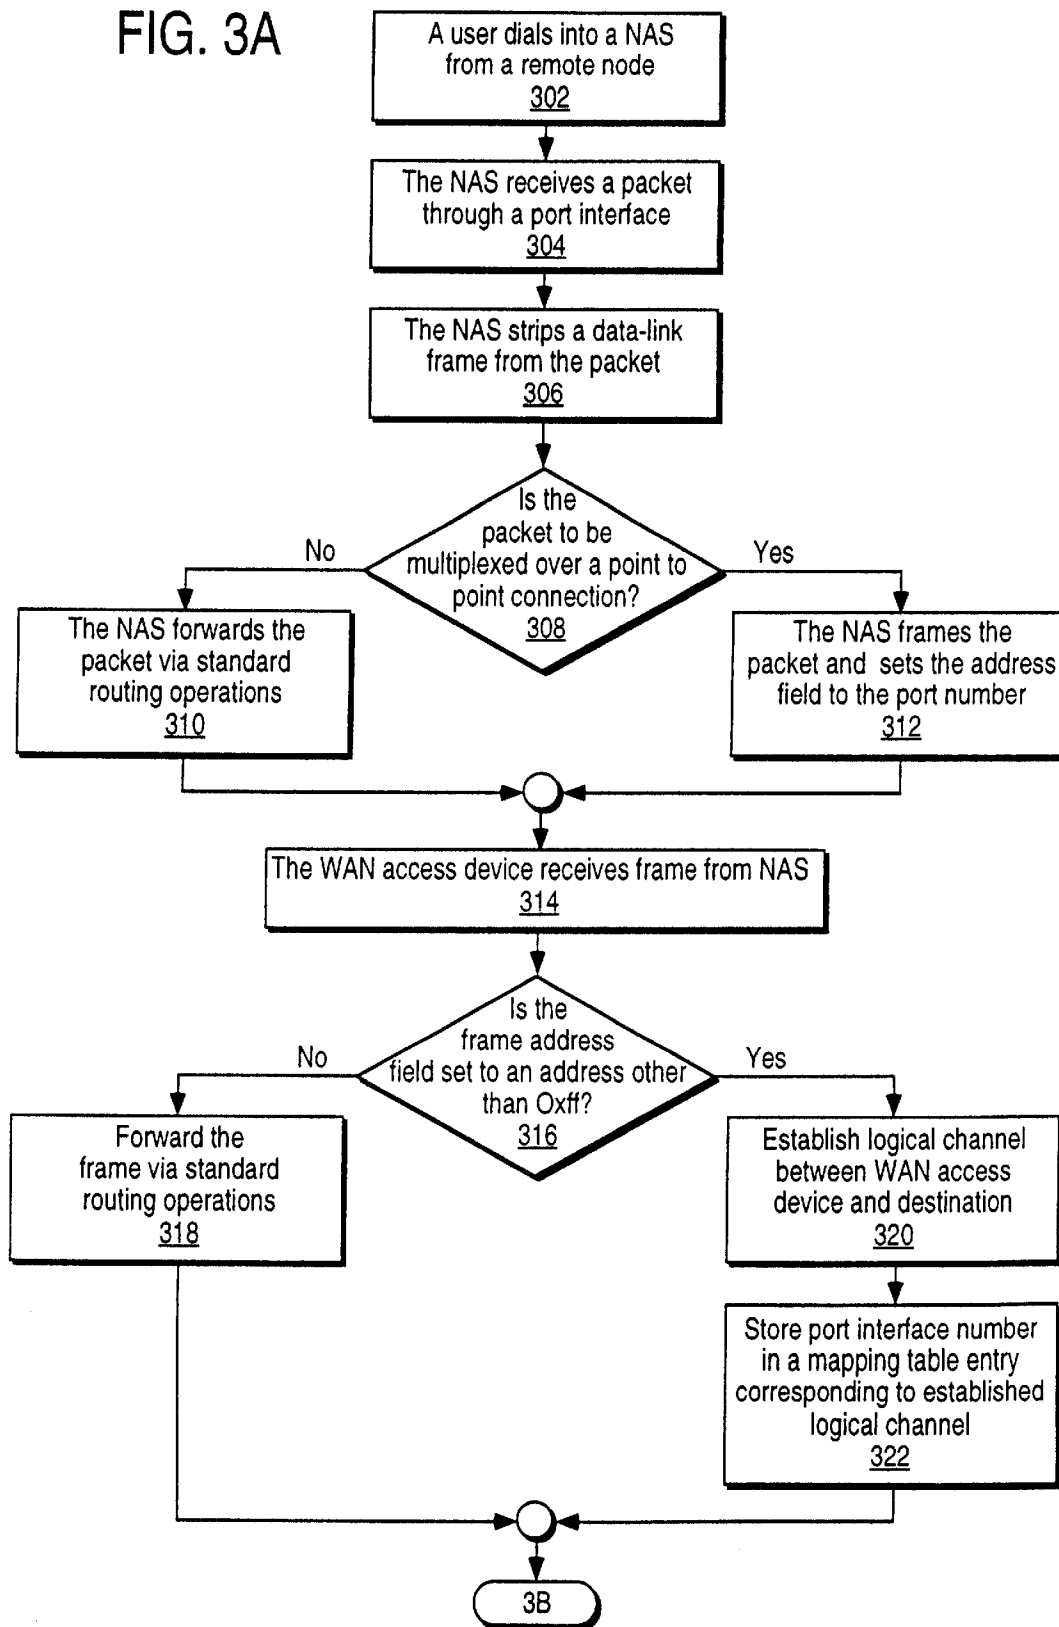 FIG. 3A
A user dials into a NAS
from a remote node
302
The NAS receives a packet
through a port interface
304
The NAS strips a data-link
frame from the packet
306
Is the
packet to be
multiplexed over a point to
point connection?
308
No
Yes
The NAS forwards the
packet via standard
routing operations
310
The NAS frames the
packet and sets the address
field to the port number
312
The WAN access device receives frame from NAS
314
Is the
frame address
field set to an address other
than Oxff?
316
No
Yes
Forward the
frame via standard
routing operations
318
Establish logical channel
between WAN access
device and destination
320
Store port interface number
in a mapping table entry
corresponding to established
logical channel
322
3B